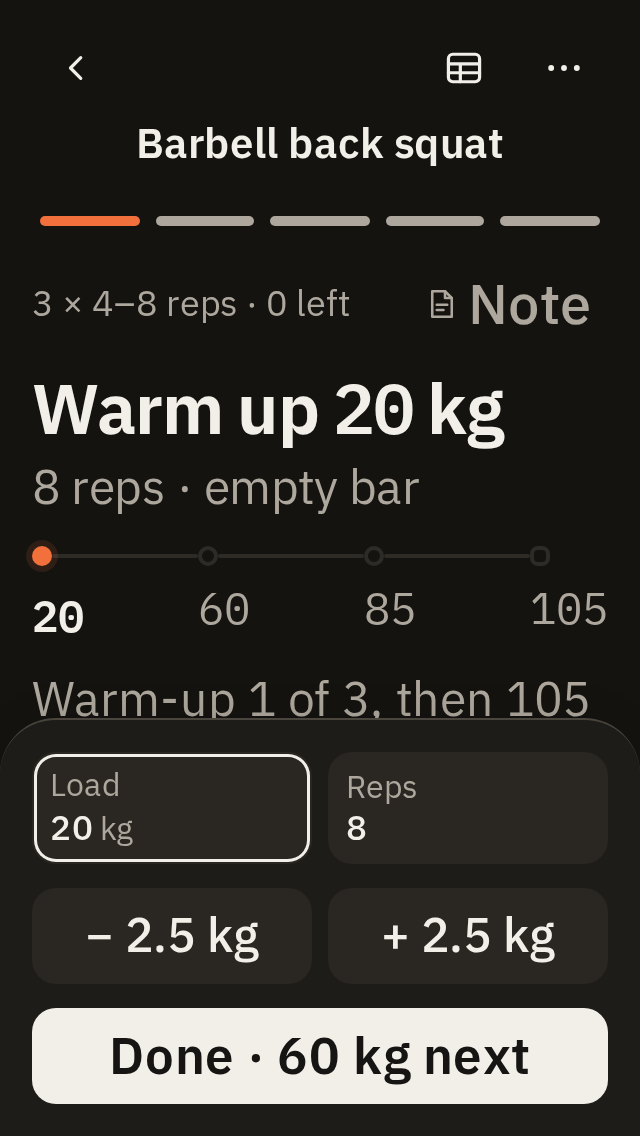 Barbell back squat
3 × 4–8 reps · 0 left
Note
Warm up 20 kg
8 reps · empty bar
20 60 85 105
Warm-up 1 of 3, then 105
Load
20 kg
Reps
8
– 2.5 kg
+ 2.5 kg
Done · 60 kg next